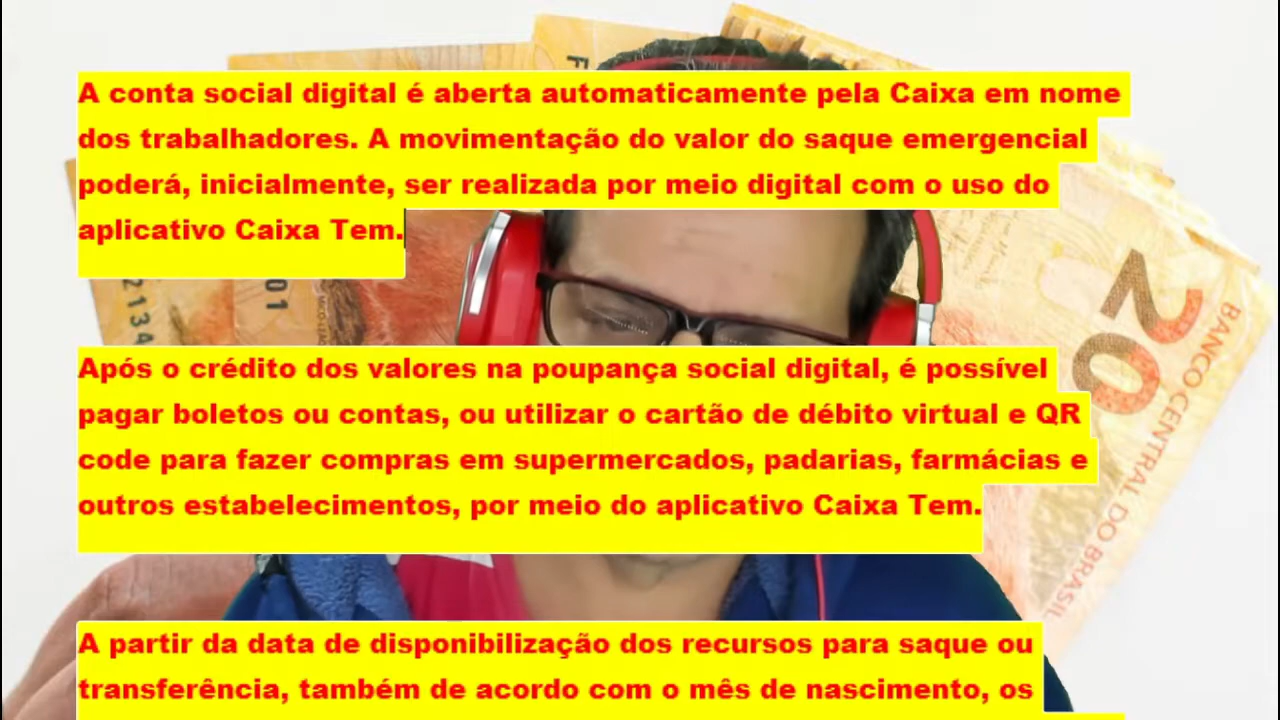 A conta social digital é aberta automaticamente pela Caixa em nome
dos trabalhadores. A movimentação do valor do saque emergencial
poderá, inicialmente, ser realizada por meio digital com o uso do
aplicativo Caixa Tem.
Após o crédito dos valores na poupança social digital, é possível
pagar boletos ou contas, ou utilizar o cartão de débito virtual e QR
code para fazer compras em supermercados, padarias, farmácias e
outros estabelecimentos, por meio do aplicativo Caixa Tem.
A partir da data de disponibilização dos recursos para saque ou
transferência, também de acordo com o mês de nascimento, os
20
BANCO CENTRAL DO BRASIL
2134
01